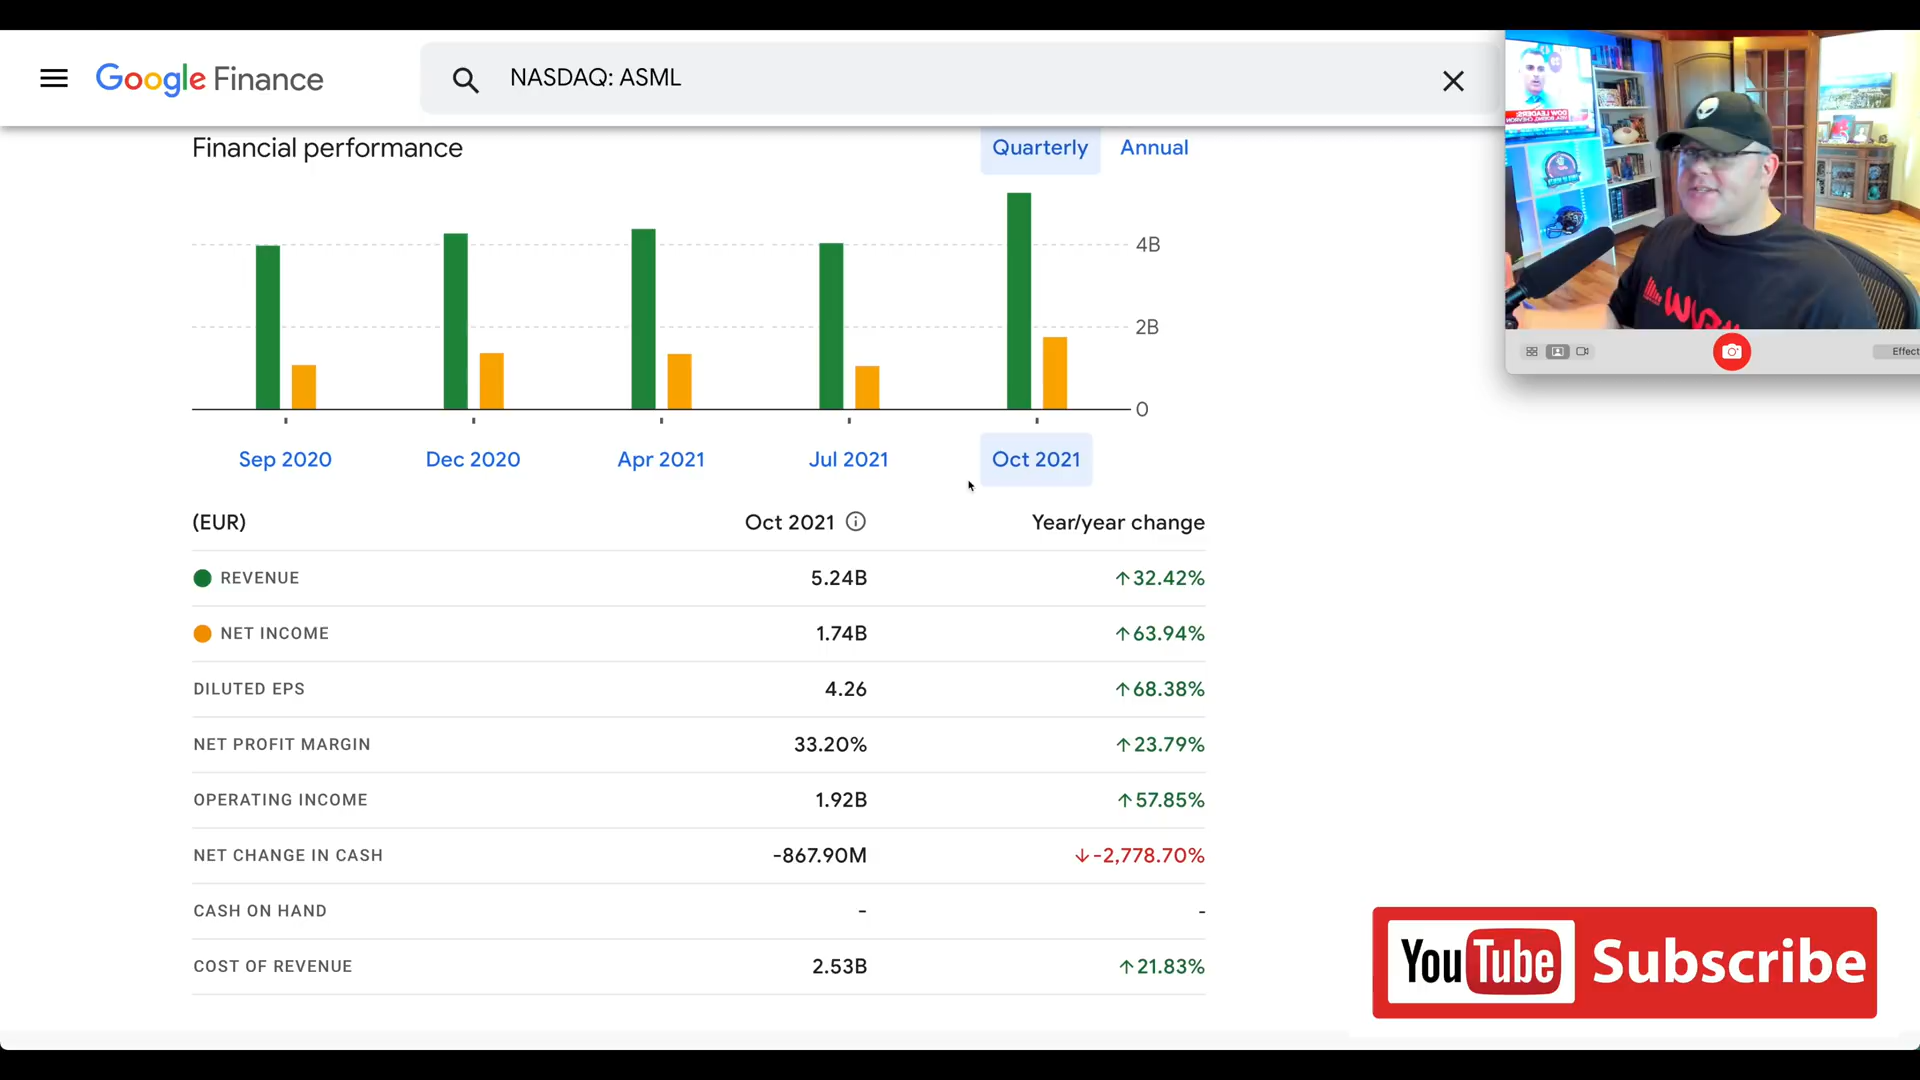 Google Finance
NASDAQ: ASML
Financial performance
Quarterly
Annual
4B
2B
0
Sep 2020
Dec 2020
Apr 2021
Jul 2021
Oct 2021
(EUR)
Oct 2021
Year/year change
REVENUE
5.24B
↑32.42%
NET INCOME
1.74B
↑63.94%
DILUTED EPS
4.26
↑68.38%
NET PROFIT MARGIN
33.20%
↑23.79%
OPERATING INCOME
1.92B
↑57.85%
NET CHANGE IN CASH
-867.90M
↓-2,778.70%
CASH ON HAND
-
-
COST OF REVENUE
2.53B
↑21.83%
DOW LEADERS:
Effect
YouTube Subscribe